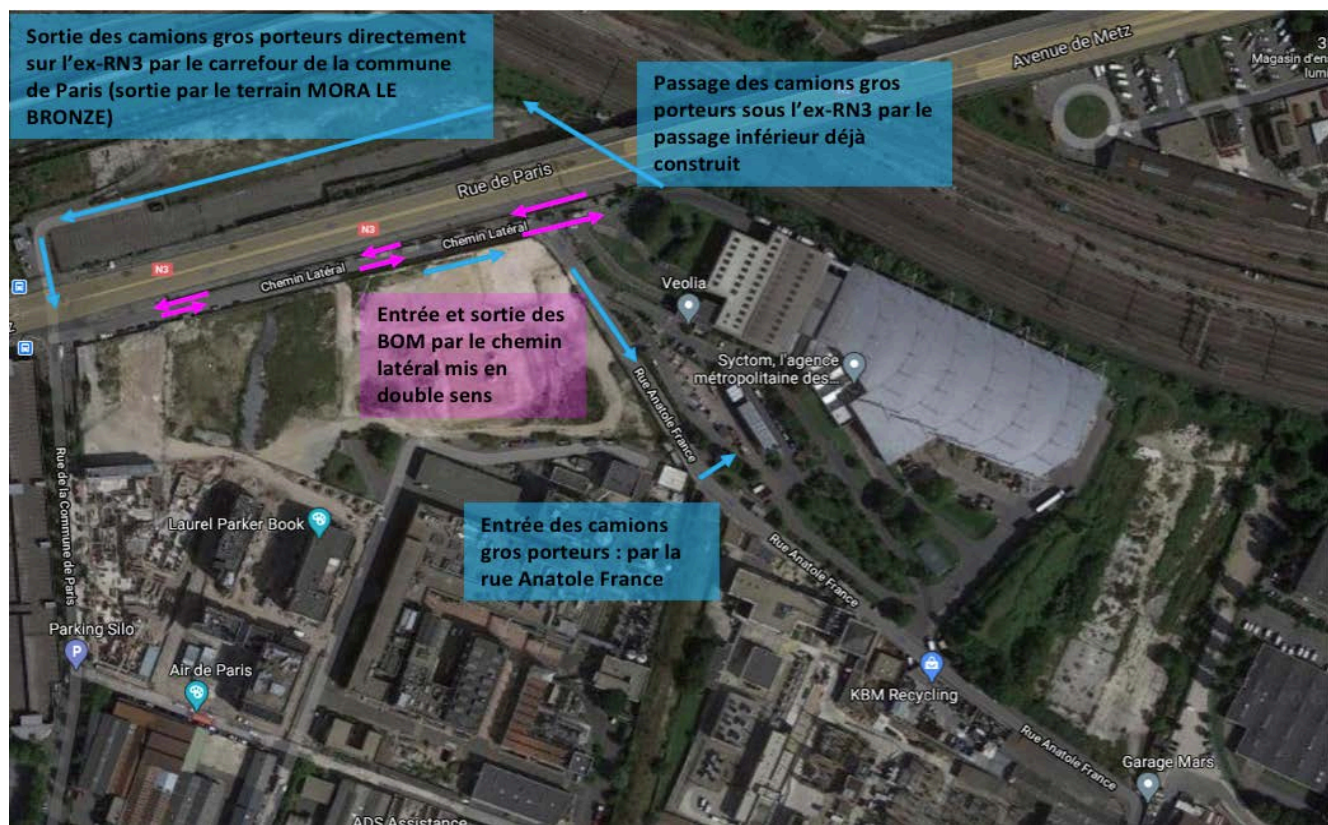 Sortie des camions gros porteurs directement
sur l’ex-RN3 par le carrefour de la commune
de Paris (sortie par le terrain MORA LE
BRONZE)
Avenue de Metz
3
Magasin d'ens
lumi
Passage des camions gros
porteurs sous l’ex-RN3 par le
passage inférieur déjà
construit
Rue de Paris
N3
Chemin Latéral
N3
Chemin Latéral
z
Entrée et sortie des
BOM par le chemin
latéral mis en
double sens
Veolia
Syctom, l'agence
métropolitaine des...
Rue Anatole France
Rue de la Commune de Paris
Laurel Parker Book
Entrée des camions
gros porteurs : par la
rue Anatole France
Rue Anatole France
Parking Silo
P
Air de Paris
KBM Recycling
Rue Anatole France
Garage Mars
ADS Assistance